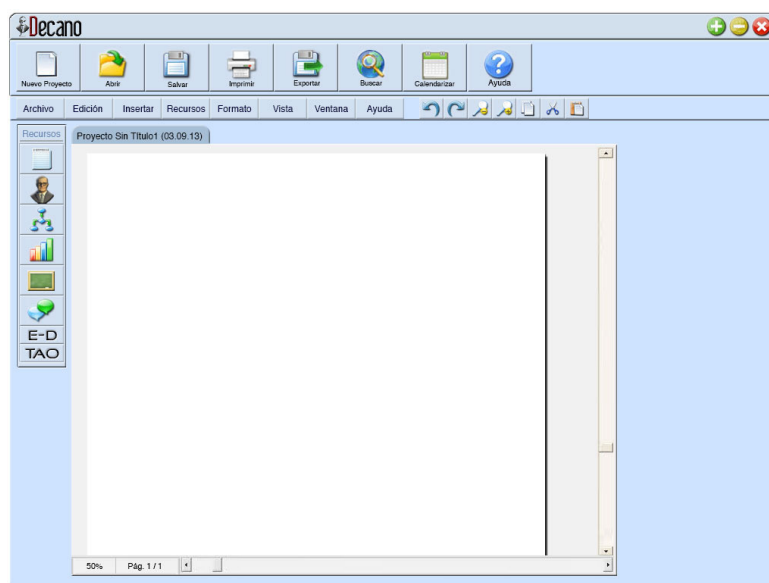 Decano
Nuevo Proyecto Abrir Salvar Imprimir Exportar Buscar Calendarizar Ayuda
Archivo Edición Insertar Recursos Formato Vista Ventana Ayuda
Recursos
Proyecto Sin Título1 (03.09.13)
E-D
TAO
50% Pág. 1 / 1